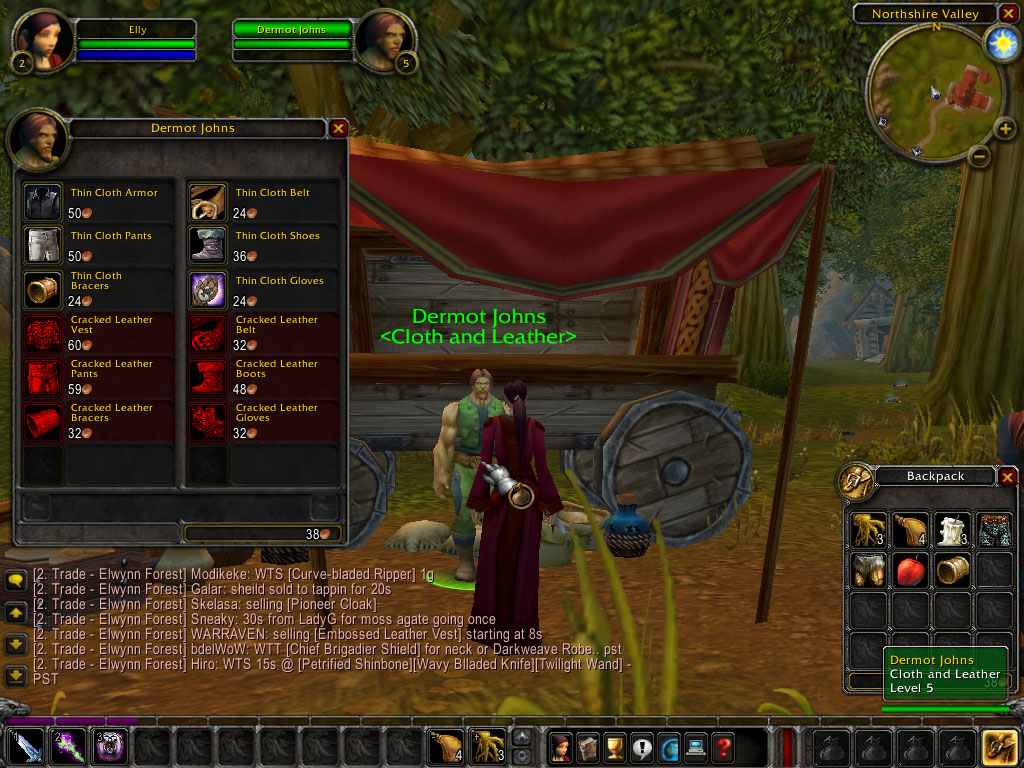 Elly
2
Dermot Johns
5
Northshire Valley
N
Dermot Johns
Thin Cloth Armor
50
Thin Cloth Belt
24
Thin Cloth Pants
50
Thin Cloth Shoes
36
Thin Cloth
Bracers
24
Thin Cloth Gloves
24
Cracked Leather
Vest
60
Cracked Leather
Belt
32
Cracked Leather
Pants
59
Cracked Leather
Boots
48
Cracked Leather
Bracers
32
Cracked Leather
Gloves
32
38
Dermot Johns
<Cloth and Leather>
Backpack
3
4
3
[2. Trade - Elwynn Forest] Modikeke: WTS [Curve-bladed Ripper] 1g
[2. Trade - Elwynn Forest] Galar: sheild sold to tappin for 20s
[2. Trade - Elwynn Forest] Skelasa: selling [Pioneer Cloak]
[2. Trade - Elwynn Forest] Sneaky: 30s from LadyG for moss agate going once
[2. Trade - Elwynn Forest] WARRAVEN: selling [Embossed Leather Vest] starting at 8s
[2. Trade - Elwynn Forest] bdelWoW: WTT [Chief Brigadier Shield] for neck or Darkweave Robe.. pst
[2. Trade - Elwynn Forest] Hiro: WTS 15s @ [Petrified Shinbone][Wavy Blladed Knife][Twilight Wand] -
PST
Dermot Johns
Cloth and Leather
Level 5
38
1
2
3
4
3